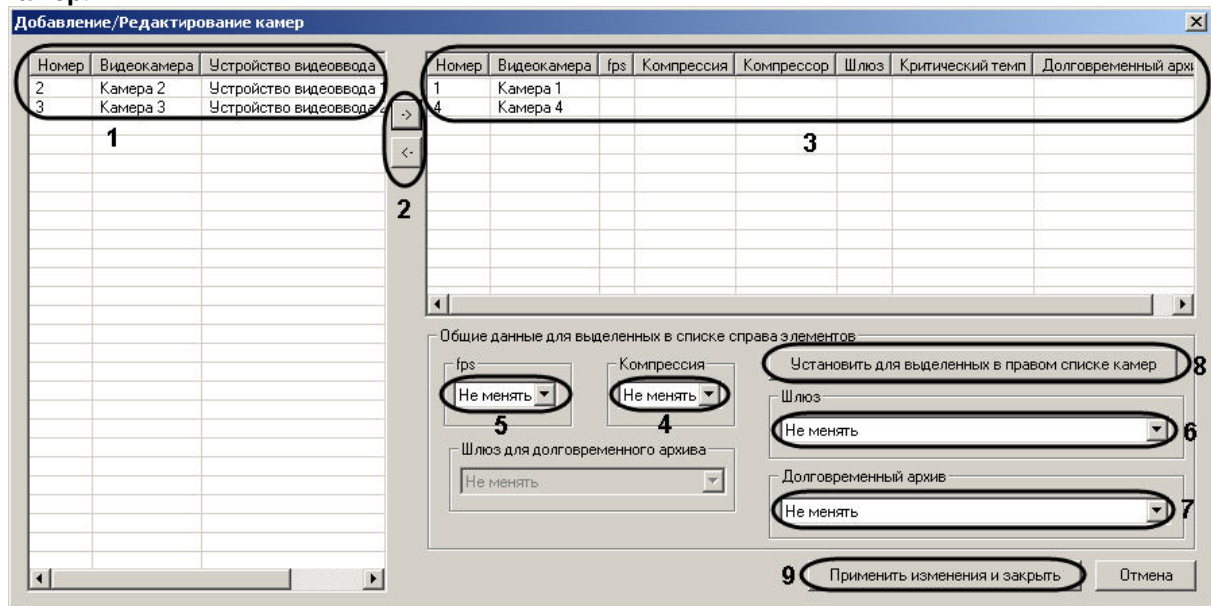 Добавление/Редактирование камер
Номер Видеокамера Устройство видеоввода
2 Камера 2 Устройство видеоввода 1
3 Камера 3 Устройство видеоввода 2
1
->
<-
2
Номер Видеокамера fps Компрессия Компрессор Шлюз Критический темп Долговременный архи
1 Камера 1
4 Камера 4
3
Общие данные для выделенных в списке справа элементов
fps
Не менять
5
Компрессия
Не менять
4
Установить для выделенных в правом списке камер
8
Шлюз
Не менять
6
Шлюз для долговременного архива
Не менять
Долговременный архив
Не менять
7
9
Применить изменения и закрыть
Отмена